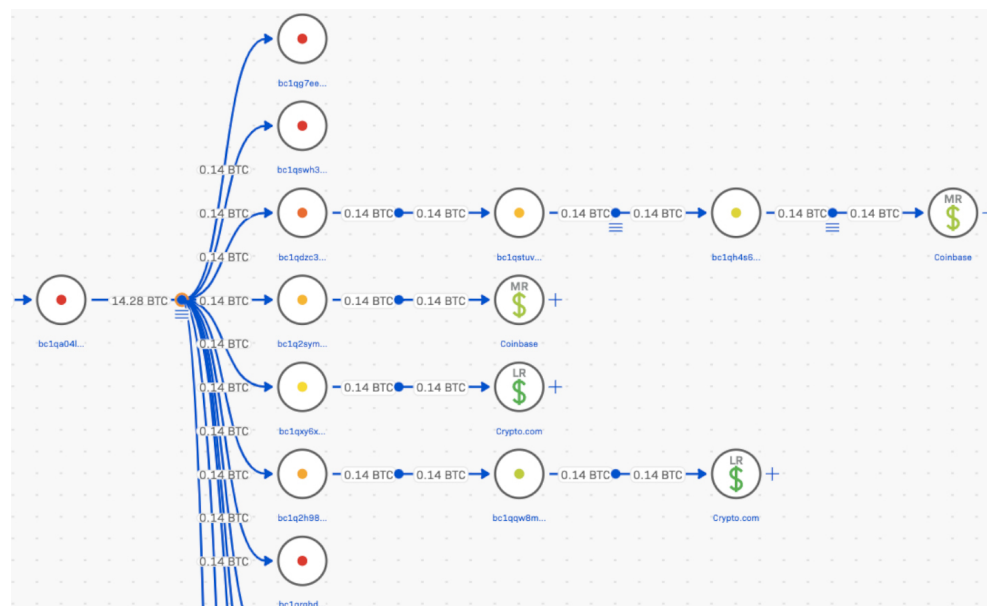 bc1qg7ee...
0.14 BTC
bc1qswh3...
0.14 BTC
0.14 BTC 0.14 BTC 0.14 BTC 0.14 BTC 0.14 BTC 0.14 BTC MR
0.14 BTC
bc1qdzc3... bc1qstuv... bc1qh4s6... Coinbase
14.28 BTC 0.14 BTC 0.14 BTC 0.14 BTC MR
bc1qa04l... 0.14 BTC bc1q2sym... Coinbase
0.14 BTC 0.14 BTC 0.14 BTC LR
0.14 BTC
bc1qxy6x... Crypto.com
0.14 BTC 0.14 BTC 0.14 BTC 0.14 BTC 0.14 BTC LR
0.14 BTC
bc1q2h98... bc1qqw8m... Crypto.com
0.14 BTC